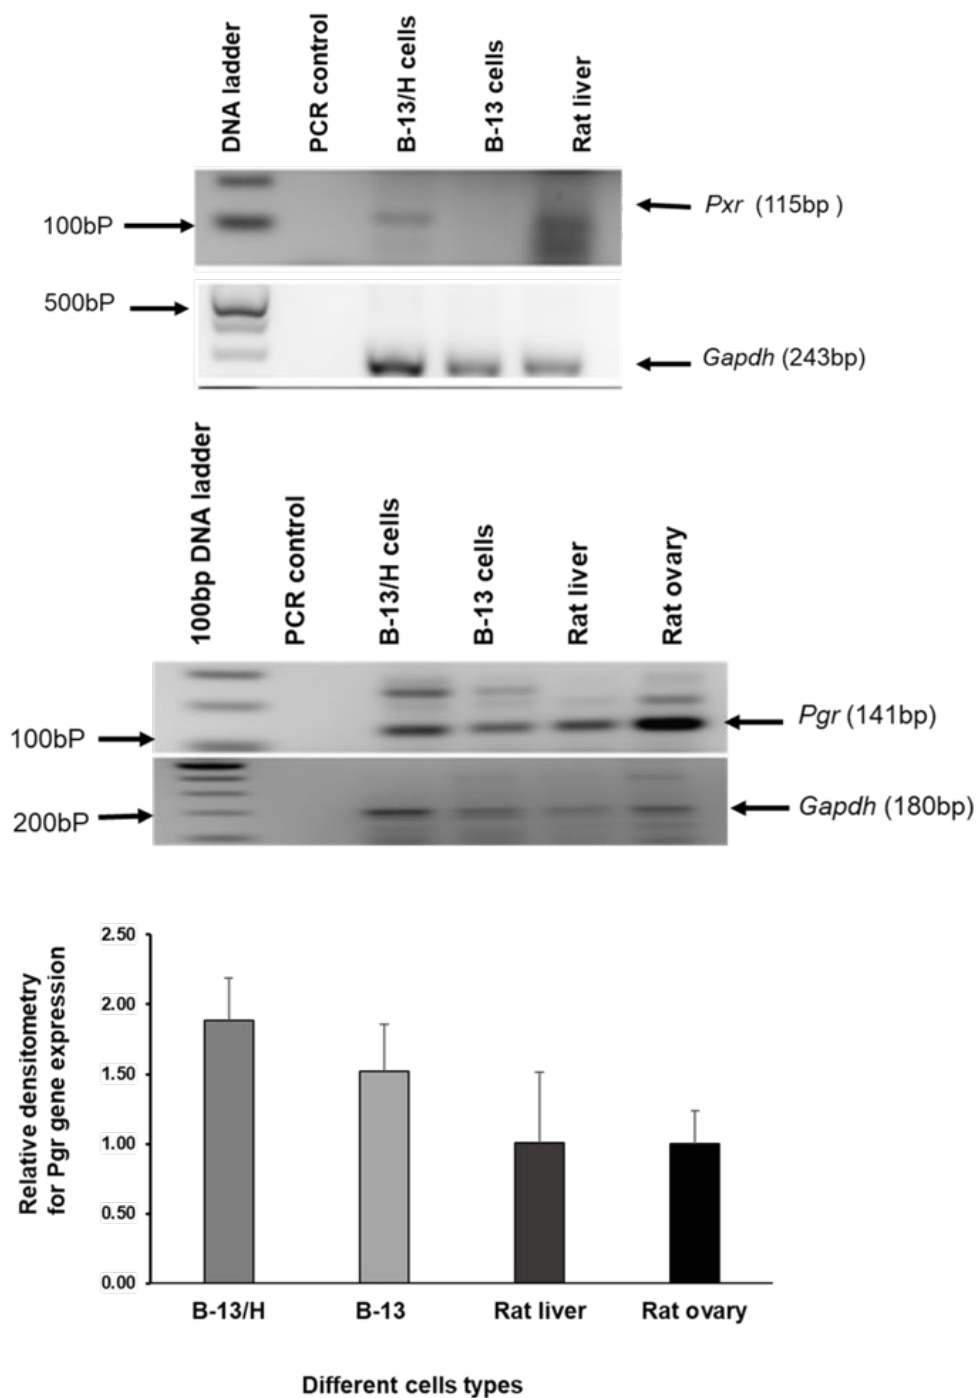 DNA ladder
PCR control
B-13/H cells
B-13 cells
Rat liver
100bP
Pxr (115bp )
500bP
Gapdh (243bp)
100bp DNA ladder
PCR control
B-13/H cells
B-13 cells
Rat liver
Rat ovary
Pgr (141bp)
100bP
Gapdh (180bp)
200bP
Relative densitometry
for Pgr gene expression
2.50
2.00
1.50
1.00
0.50
0.00
B-13/H
B-13
Rat liver
Rat ovary
Different cells types